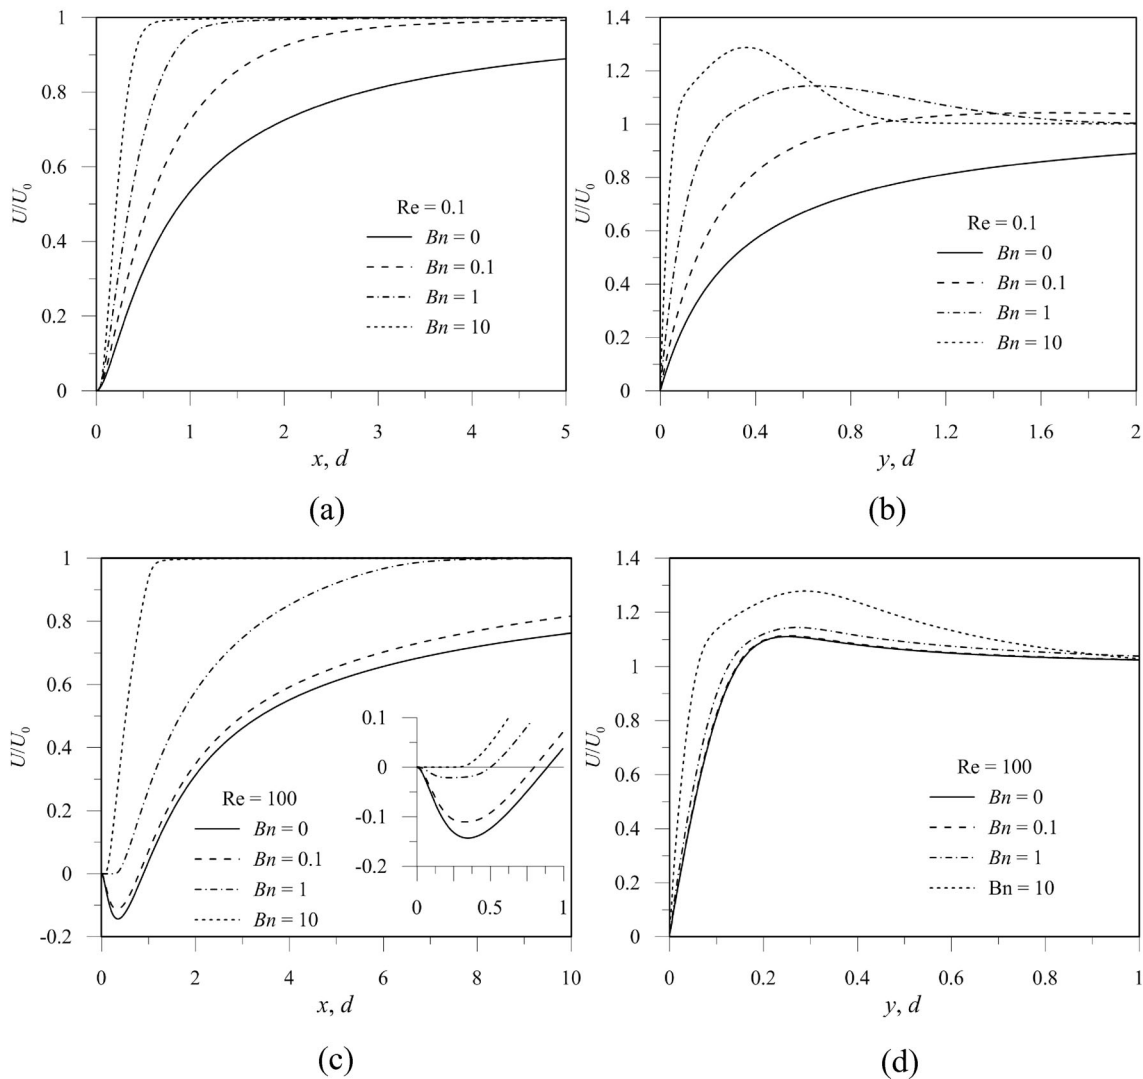 1
0.8
0.6
0.4
0.2
0
U/U0
Re = 0.1
Bn = 0
Bn = 0.1
Bn = 1
Bn = 10
0 1 2 3 4 5
x, d
(a)
1.4
1.2
1
0.8
0.6
0.4
0.2
0
U/U0
Re = 0.1
Bn = 0
Bn = 0.1
Bn = 1
Bn = 10
0 0.4 0.8 1.2 1.6 2
y, d
(b)
1
0.8
0.6
0.4
0.2
0
-0.2
U/U0
Re = 100
Bn = 0
Bn = 0.1
Bn = 1
Bn = 10
0.1
0
-0.1
-0.2
0 0.5 1
0 2 4 6 8 10
x, d
(c)
1.4
1.2
1
0.8
0.6
0.4
0.2
0
U/U0
Re = 100
Bn = 0
Bn = 0.1
Bn = 1
Bn = 10
0 0.2 0.4 0.6 0.8 1
y, d
(d)